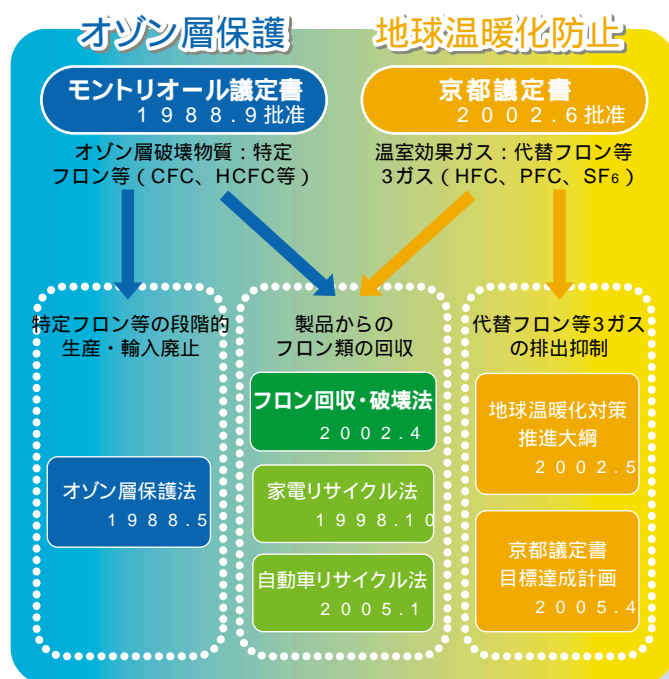 オゾン層保護
地球温暖化防止
モントリオール議定書
1988.9批准
京都議定書
2002.6批准
オゾン層破壊物質：特定
フロン等（CFC、HCFC等）
温室効果ガス：代替フロン等
3ガス（HFC、PFC、SF6）
特定フロン等の段階的
生産・輸入廃止
オゾン層保護法
1988.5
製品からの
フロン類の回収
フロン回収・破壊法
2002.4
家電リサイクル法
1998.10
自動車リサイクル法
2005.1
代替フロン等3ガス
の排出抑制
地球温暖化対策
推進大綱
2002.5
京都議定書
目標達成計画
2005.4